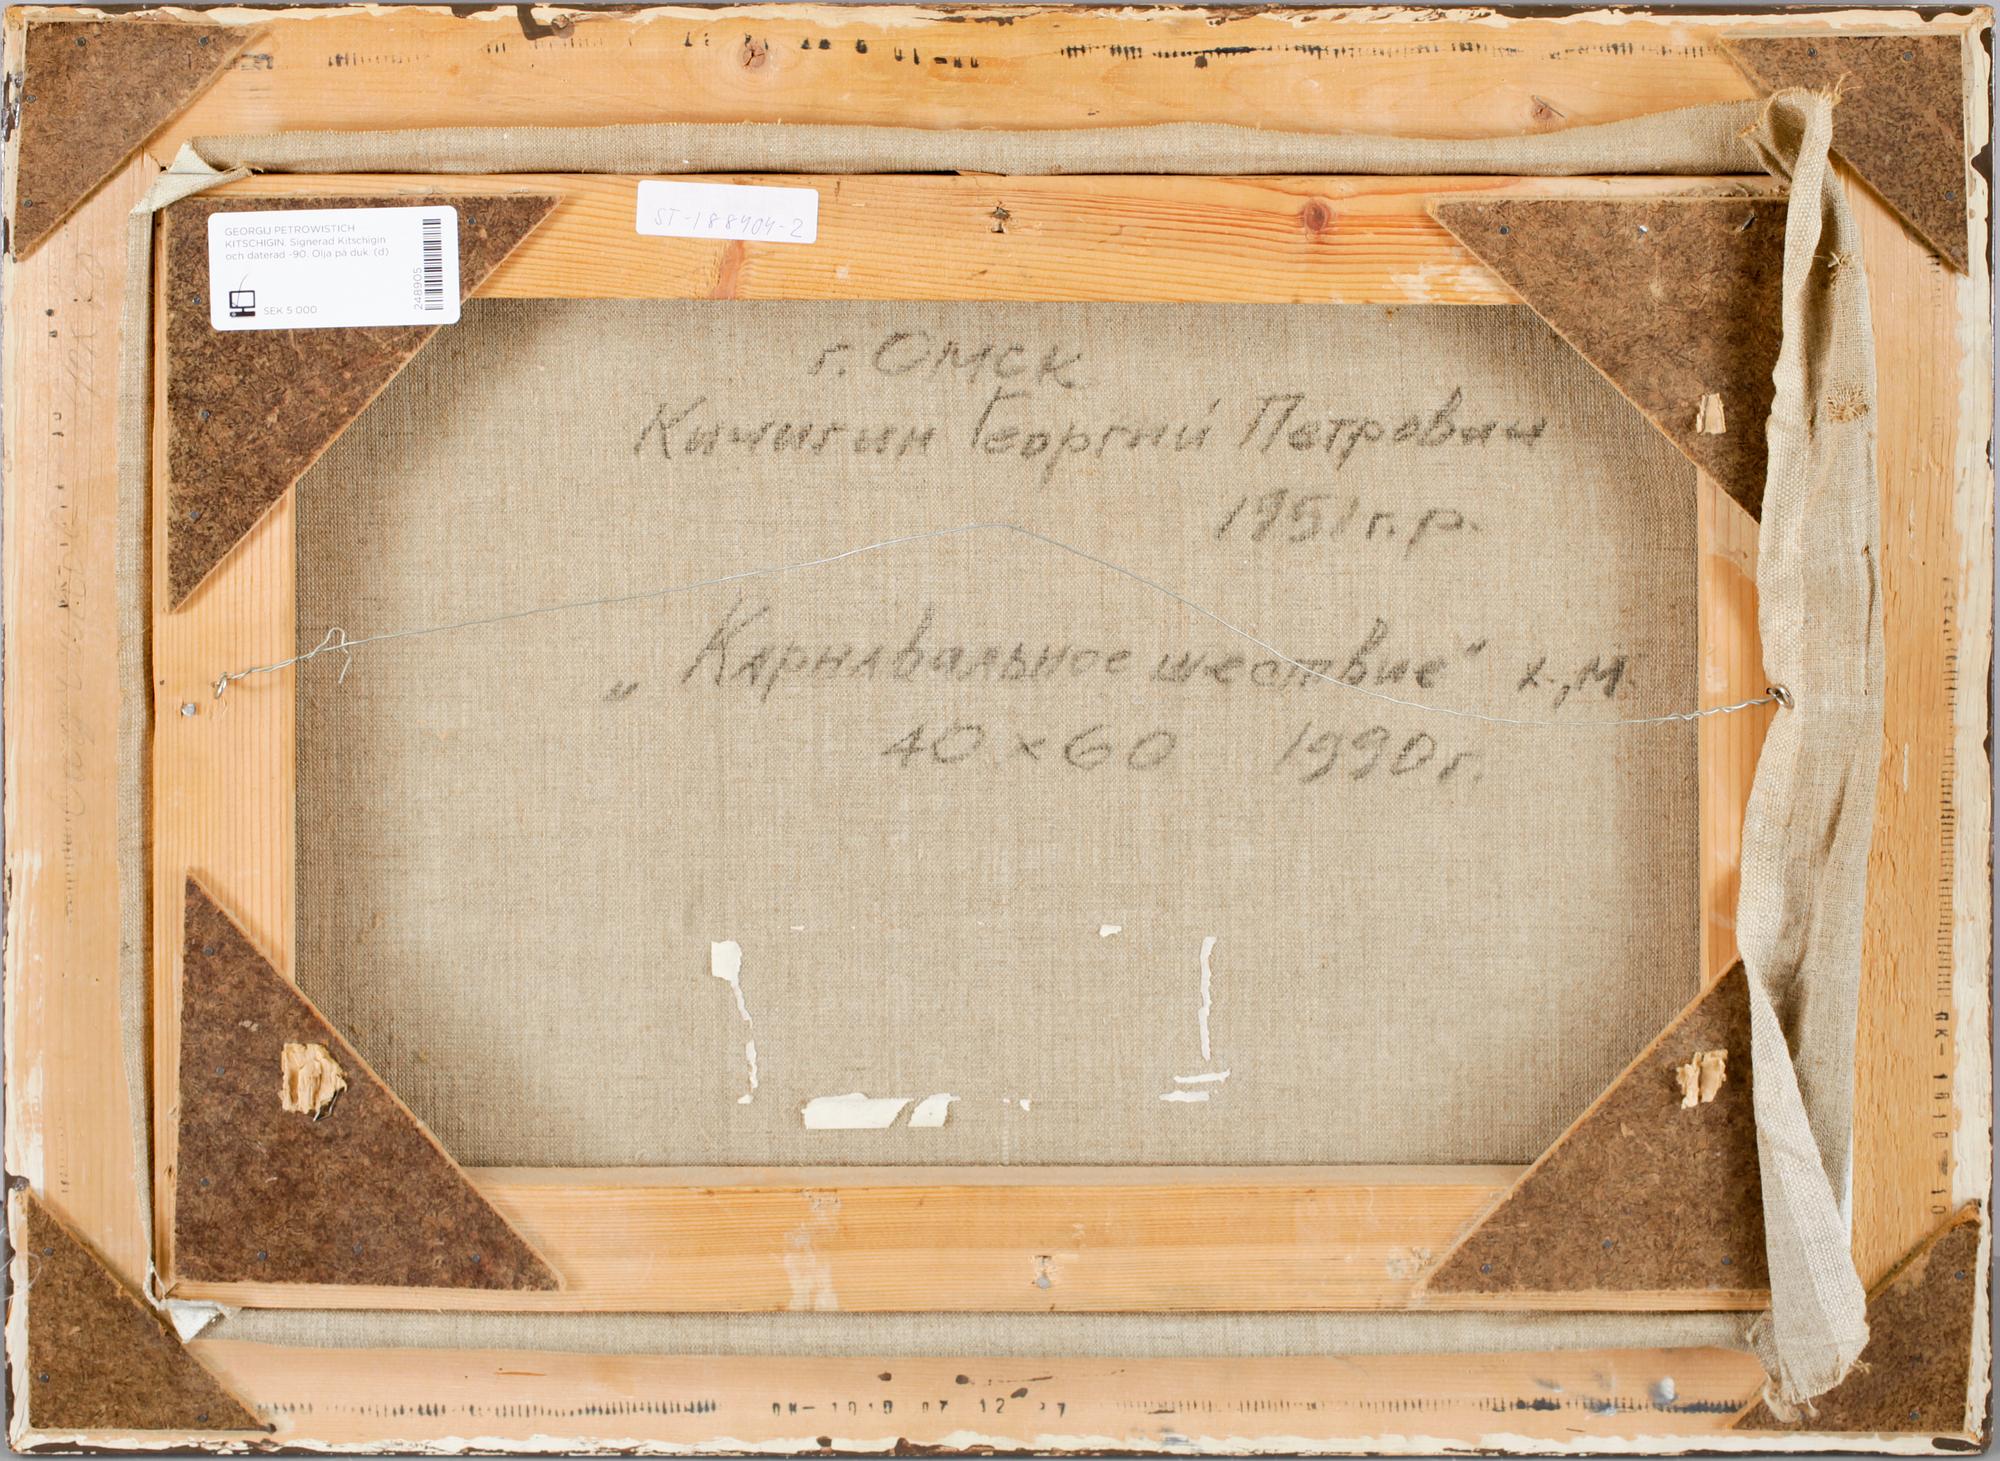 GEORGIJ PETROWISTICH
KITSCHIGIN. Signerad Kitschigin
och daterad -90. Olja på duk. (d)
SEK 5 000
248905
ST-188404-2
г. Омск
Кичигин Георгий Петрович
1951 г.р.
„Карнавальное шествие" х.,м.
40 x 60 1990 г.